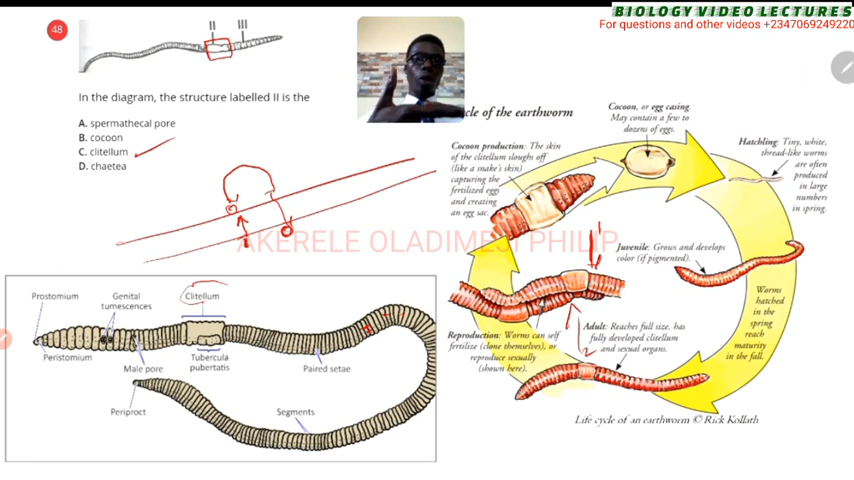 BIOLOGY VIDEO LECTURES
For questions and other videos +2347069249220
48
II
III
In the diagram, the structure labelled II is the
A. spermathecal pore
B. cocoon
C. clitellum
D. chaetea
cle of the earthworm
Cocoon, or egg casing.
May contain a few to
dozens of eggs.
Cocoon production: The skin
of the clitellum sloughs off
(like a snake's skin)
capturing the
fertilized eggs
and creating
an egg sac.
Hatchling: Tiny, white,
thread-like worms
are often
produced
in large
numbers
in spring.
Juvenile: Grows and develops
color (if pigmented).
Worms
hatched
in the
spring
reach
maturity
in the fall.
Adult: Reaches full size, has
fully developed clitellum
and sexual organs.
Reproduction: Worms can self
fertilize (clone themselves), or
reproduce sexually
(shown here).
Life cycle of an earthworm © Rick Kollath
AKERELE OLADIMEJI PHILIP
Prostomium
Genital
tumescences
Clitellum
Peristomium
Male pore
Tubercula
pubertatis
Paired setae
Periproct
Segments